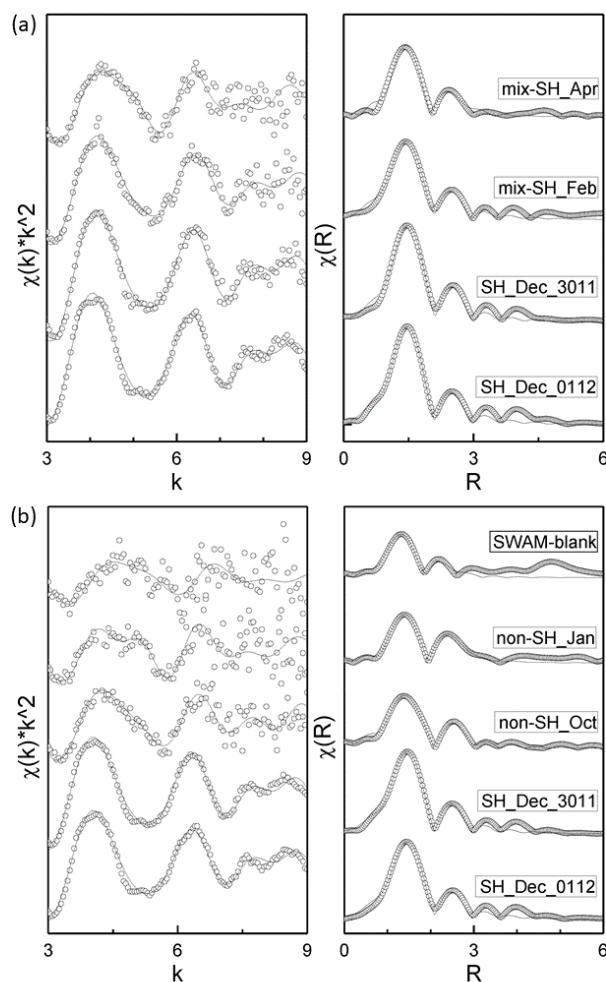 (a)
χ(k)*k^2
3 6 9
k
χ(R)
mix-SH_Apr
mix-SH_Feb
SH_Dec_3011
SH_Dec_0112
0 3 6
R
(b)
χ(k)*k^2
3 6 9
k
χ(R)
SWAM-blank
non-SH_Jan
non-SH_Oct
SH_Dec_3011
SH_Dec_0112
0 3 6
R